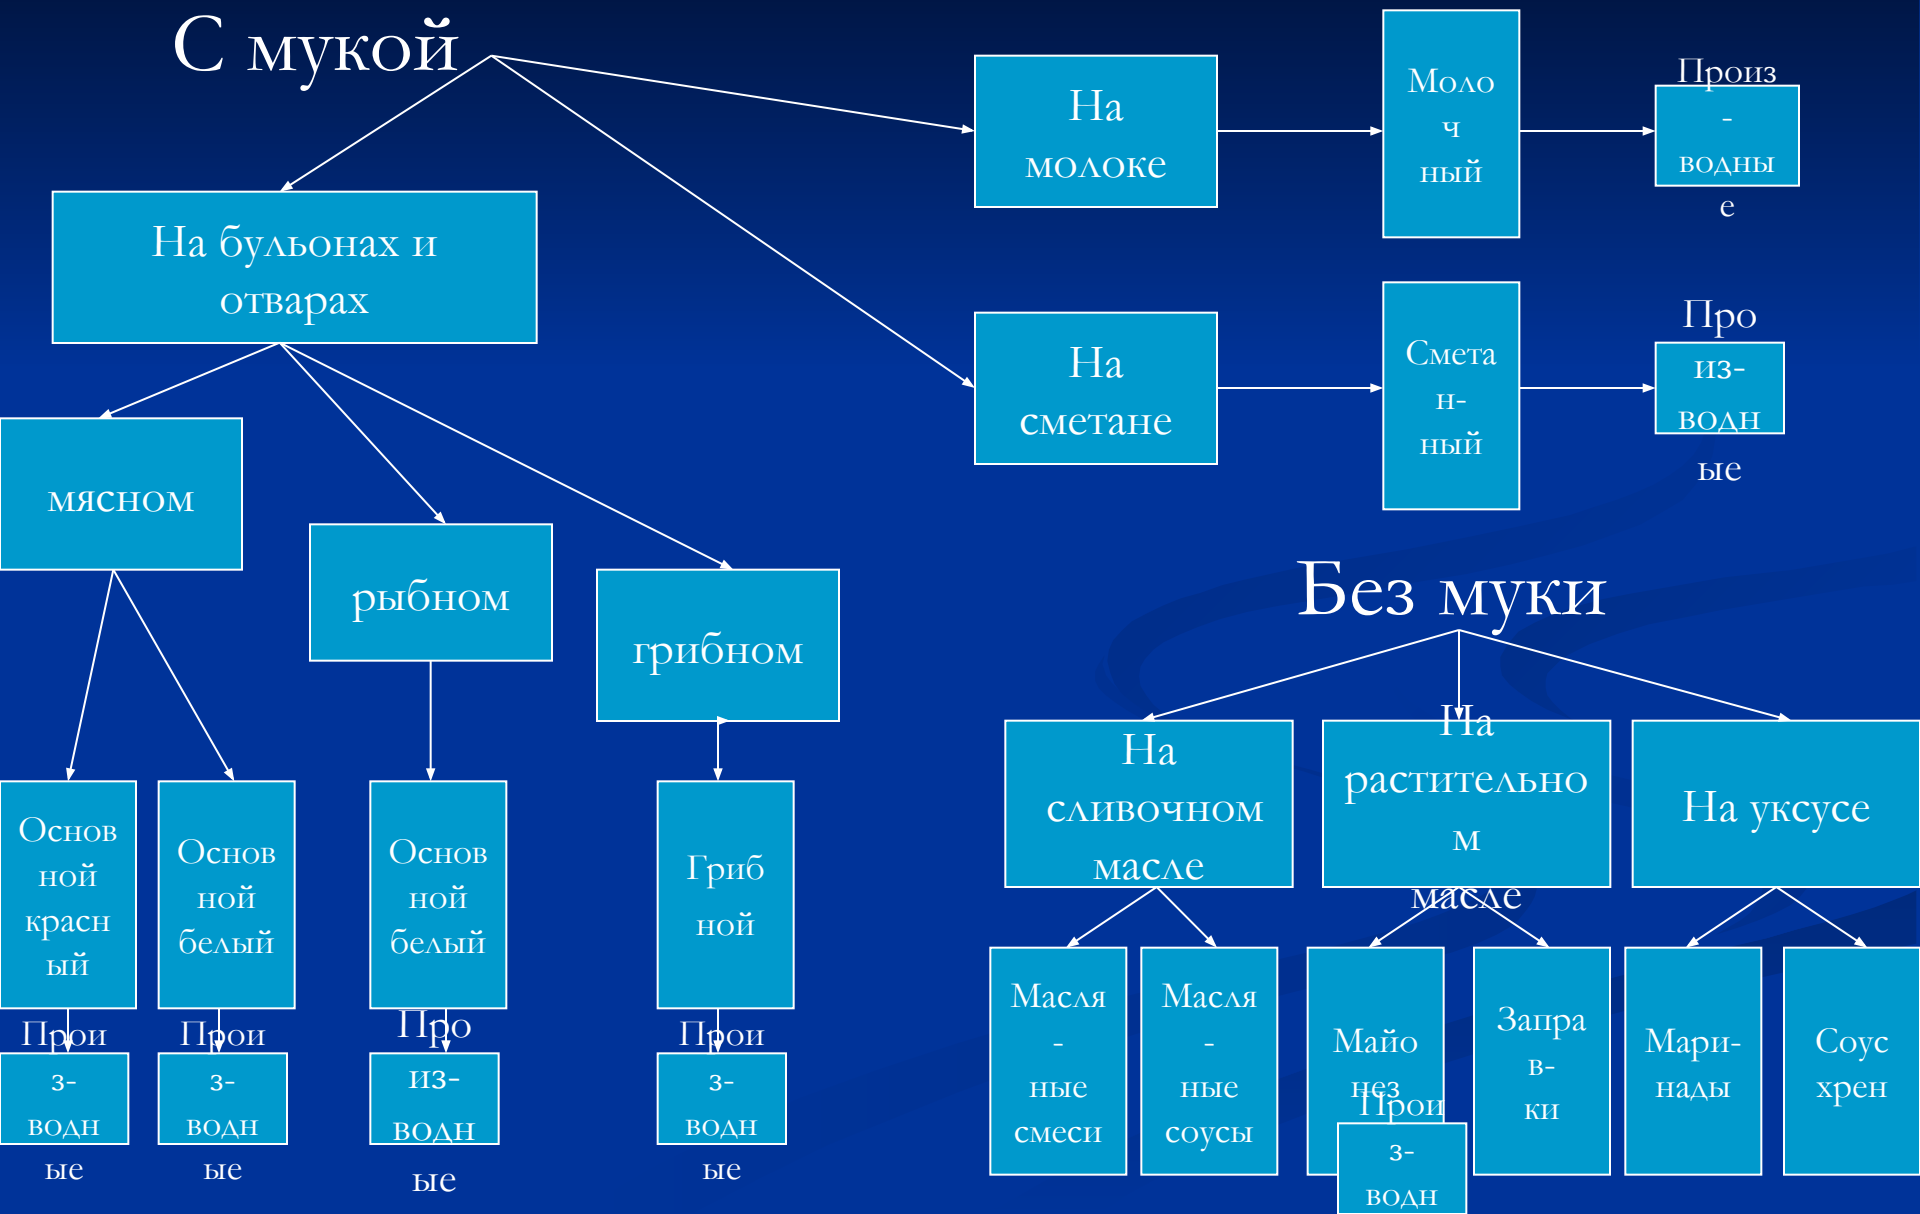 С мукой
На
молоке
Молоч
ный
Произ
-
водны
е
На бульонах и
отварах
На
сметане
Смета
н-
ный
Про
из-
водн
ые
мясном
рыбном
грибном
Основ
ной
красн
ый
Основ
ной
белый
Основ
ной
белый
Гриб
ной
Прои
з-
водн
ые
Прои
з-
водн
ые
Про
из-
водн
ые
Прои
з-
водн
ые
Без муки
На
сливочном
масле
На
растительно
м
масле
На уксусе
Масля
-
ные
смеси
Масля
-
ные
соусы
Майо
нез
Прои
з-
водн
Запра
в-
ки
Мари-
нады
Соус
хрен